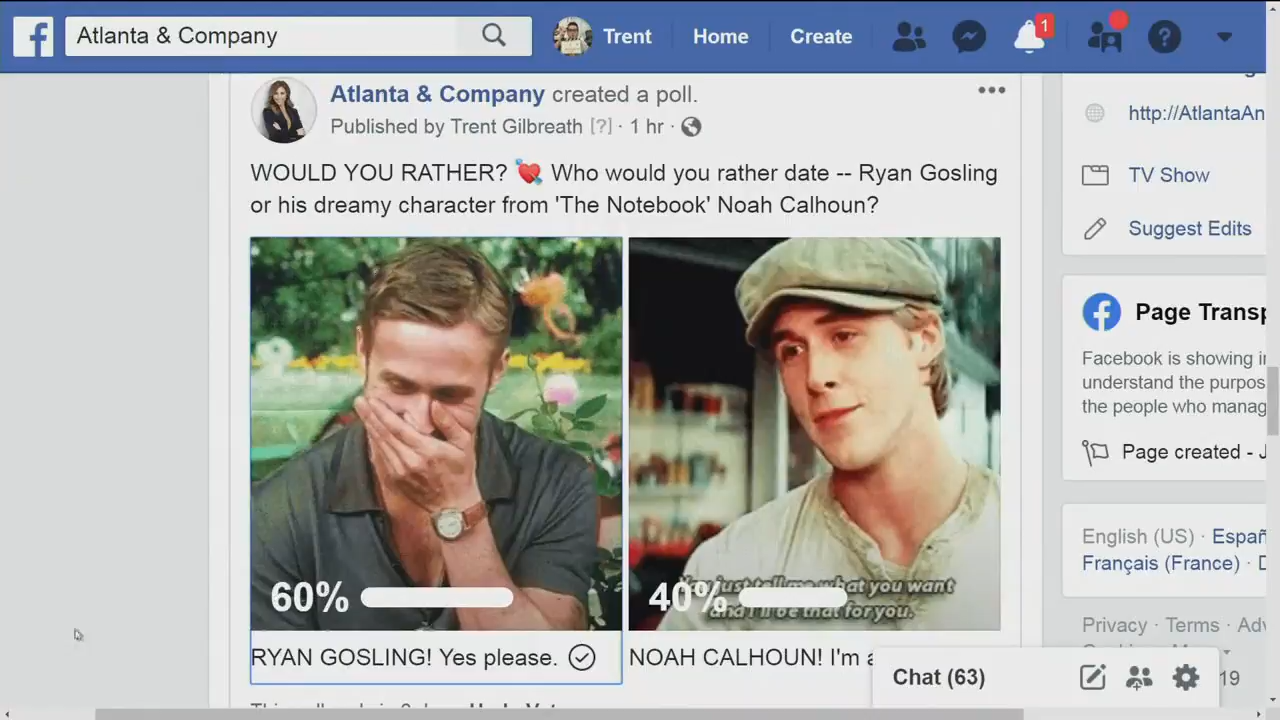 Atlanta & Company
Trent
Home
Create
1
Atlanta & Company created a poll.
Published by Trent Gilbreath [?] · 1 hr ·
WOULD YOU RATHER? 💘 Who would you rather date -- Ryan Gosling
or his dreamy character from 'The Notebook' Noah Calhoun?
60%
40%
just tell me what you want
and I'll be that for you.
RYAN GOSLING! Yes please.
NOAH CALHOUN! I'm a
http://AtlantaAn
TV Show
Suggest Edits
Page Transp
Facebook is showing in
understand the purpos
the people who manag
Page created - J
English (US) · Españ
Français (France) · D
Privacy · Terms · Adv
19
Chat (63)